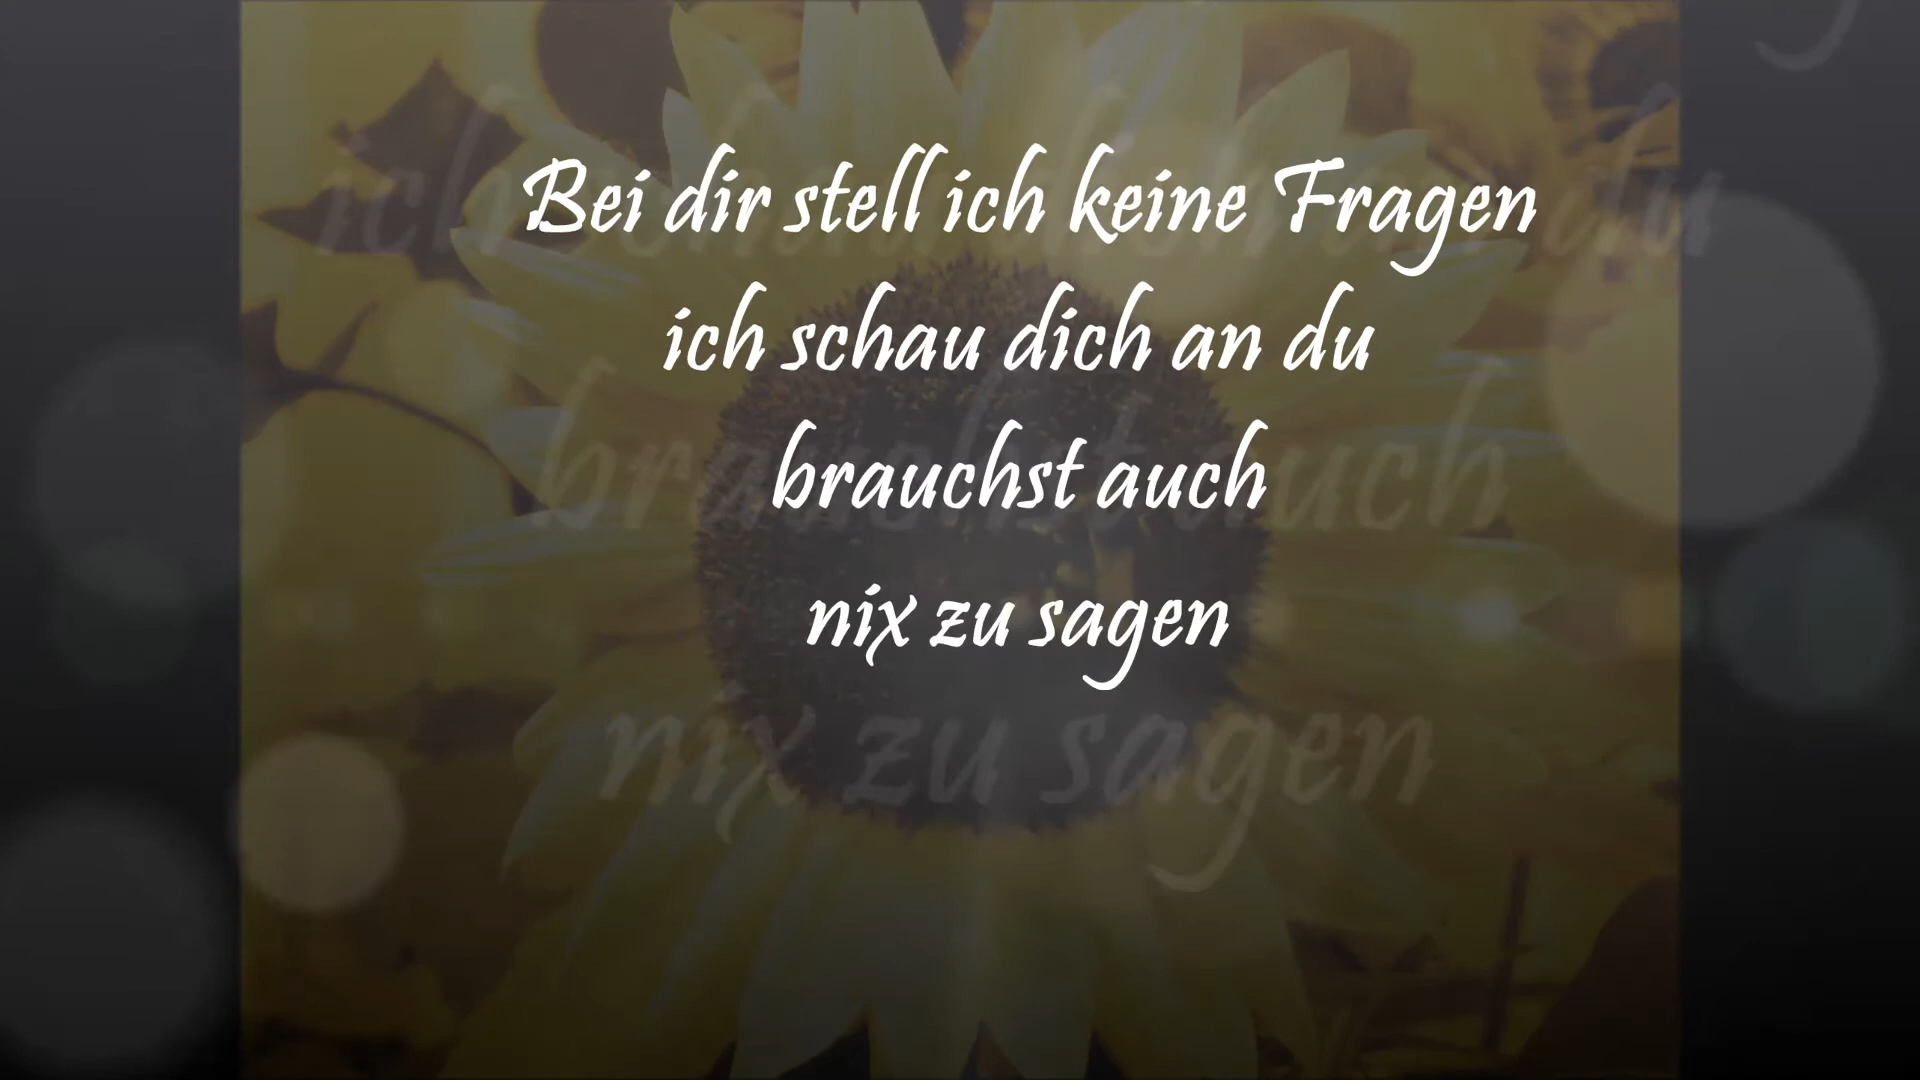 Bei dir stell ich keine Fragen
ich schau dich an du
brauchst auch
nix zu sagen